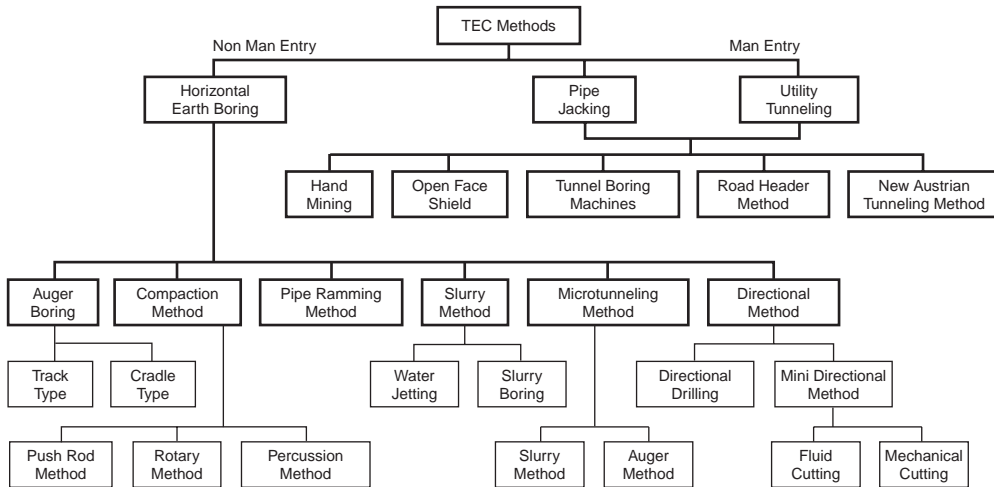 TEC Methods
Non Man Entry
Man Entry
Horizontal
Earth Boring
Pipe
Jacking
Utility
Tunneling
Hand
Mining
Open Face
Shield
Tunnel Boring
Machines
Road Header
Method
New Austrian
Tunneling Method
Auger
Boring
Compaction
Method
Pipe Ramming
Method
Slurry
Method
Microtunneling
Method
Directional
Method
Track
Type
Cradle
Type
Water
Jetting
Slurry
Boring
Directional
Drilling
Mini Directional
Method
Push Rod
Method
Rotary
Method
Percussion
Method
Slurry
Method
Auger
Method
Fluid
Cutting
Mechanical
Cutting